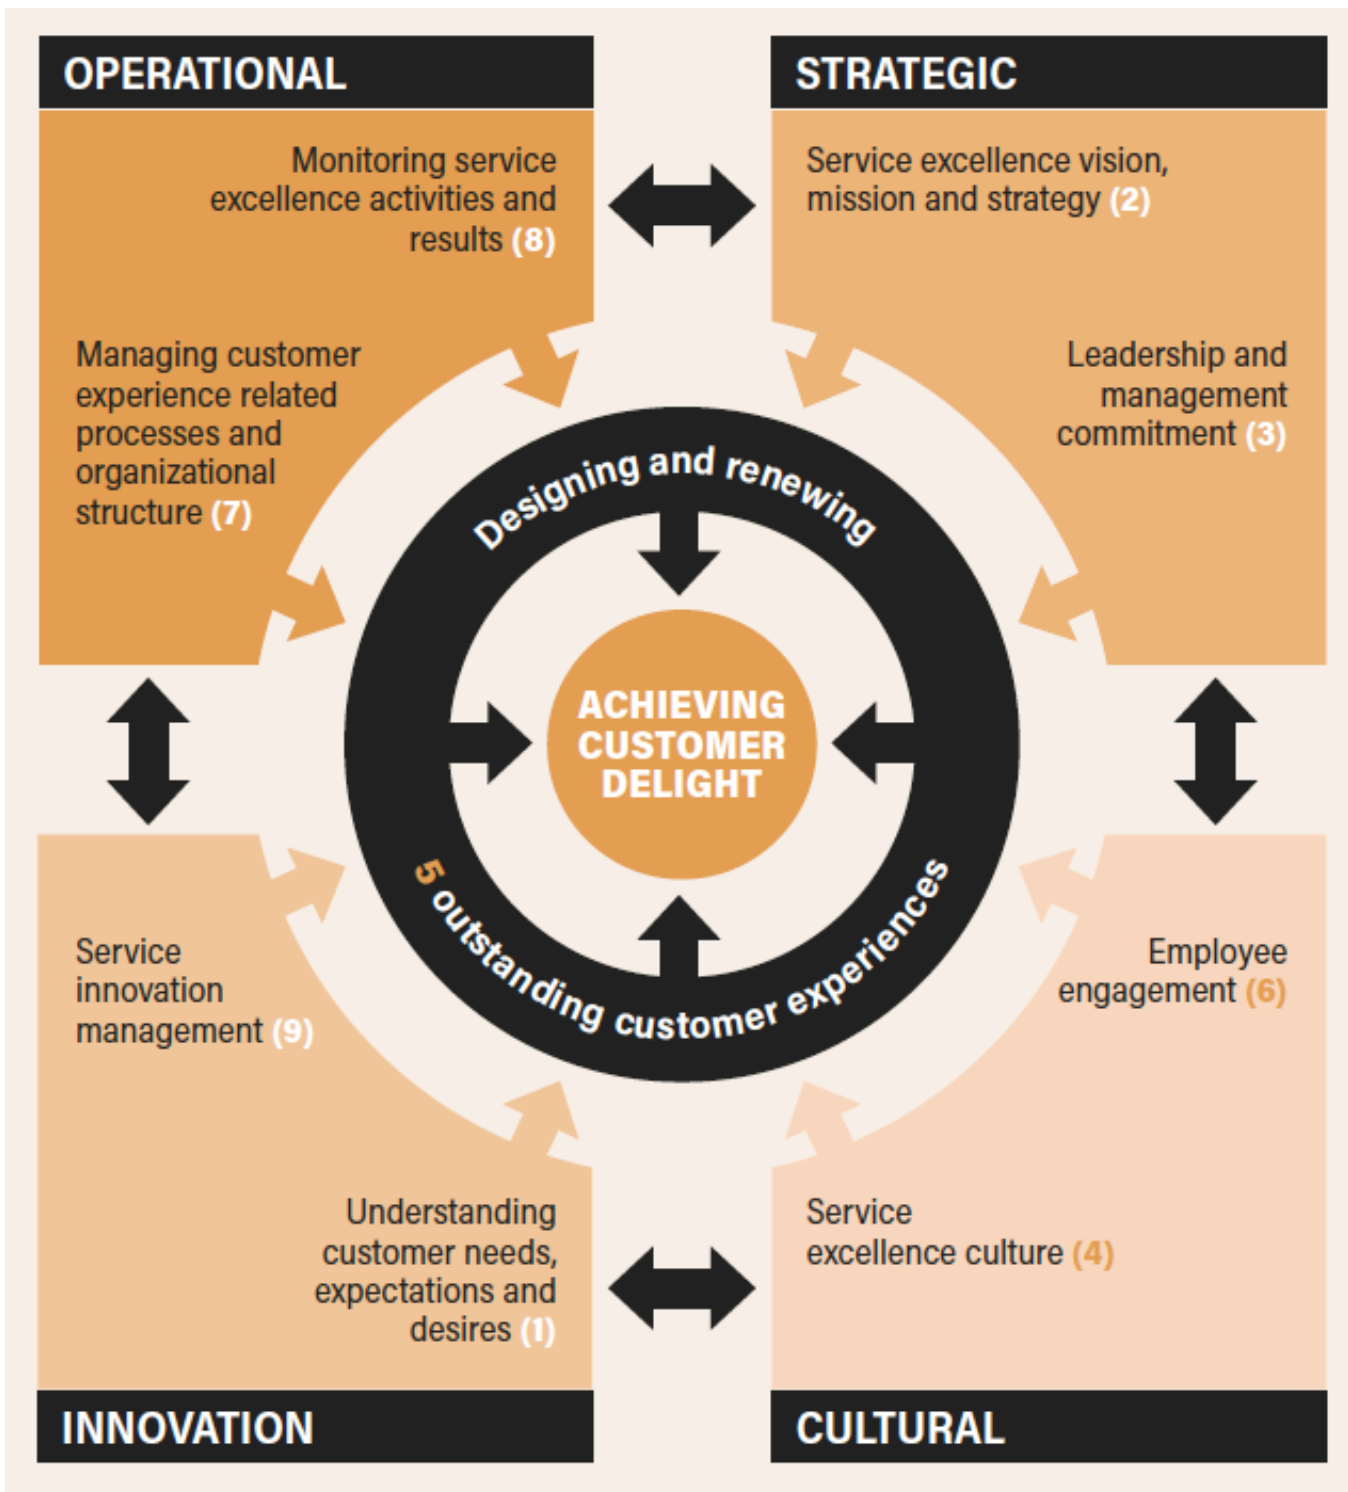 OPERATIONAL
Monitoring service
excellence activities and
results (8)
Managing customer
experience related
processes and
organizational
structure (7)
STRATEGIC
Service excellence vision,
mission and strategy (2)
Leadership and
management
commitment (3)
Designing and renewing
ACHIEVING
CUSTOMER
DELIGHT
5 outstanding customer experiences
Service
innovation
management (9)
Understanding
customer needs,
expectations and
desires (1)
INNOVATION
Employee
engagement (6)
Service
excellence culture (4)
CULTURAL